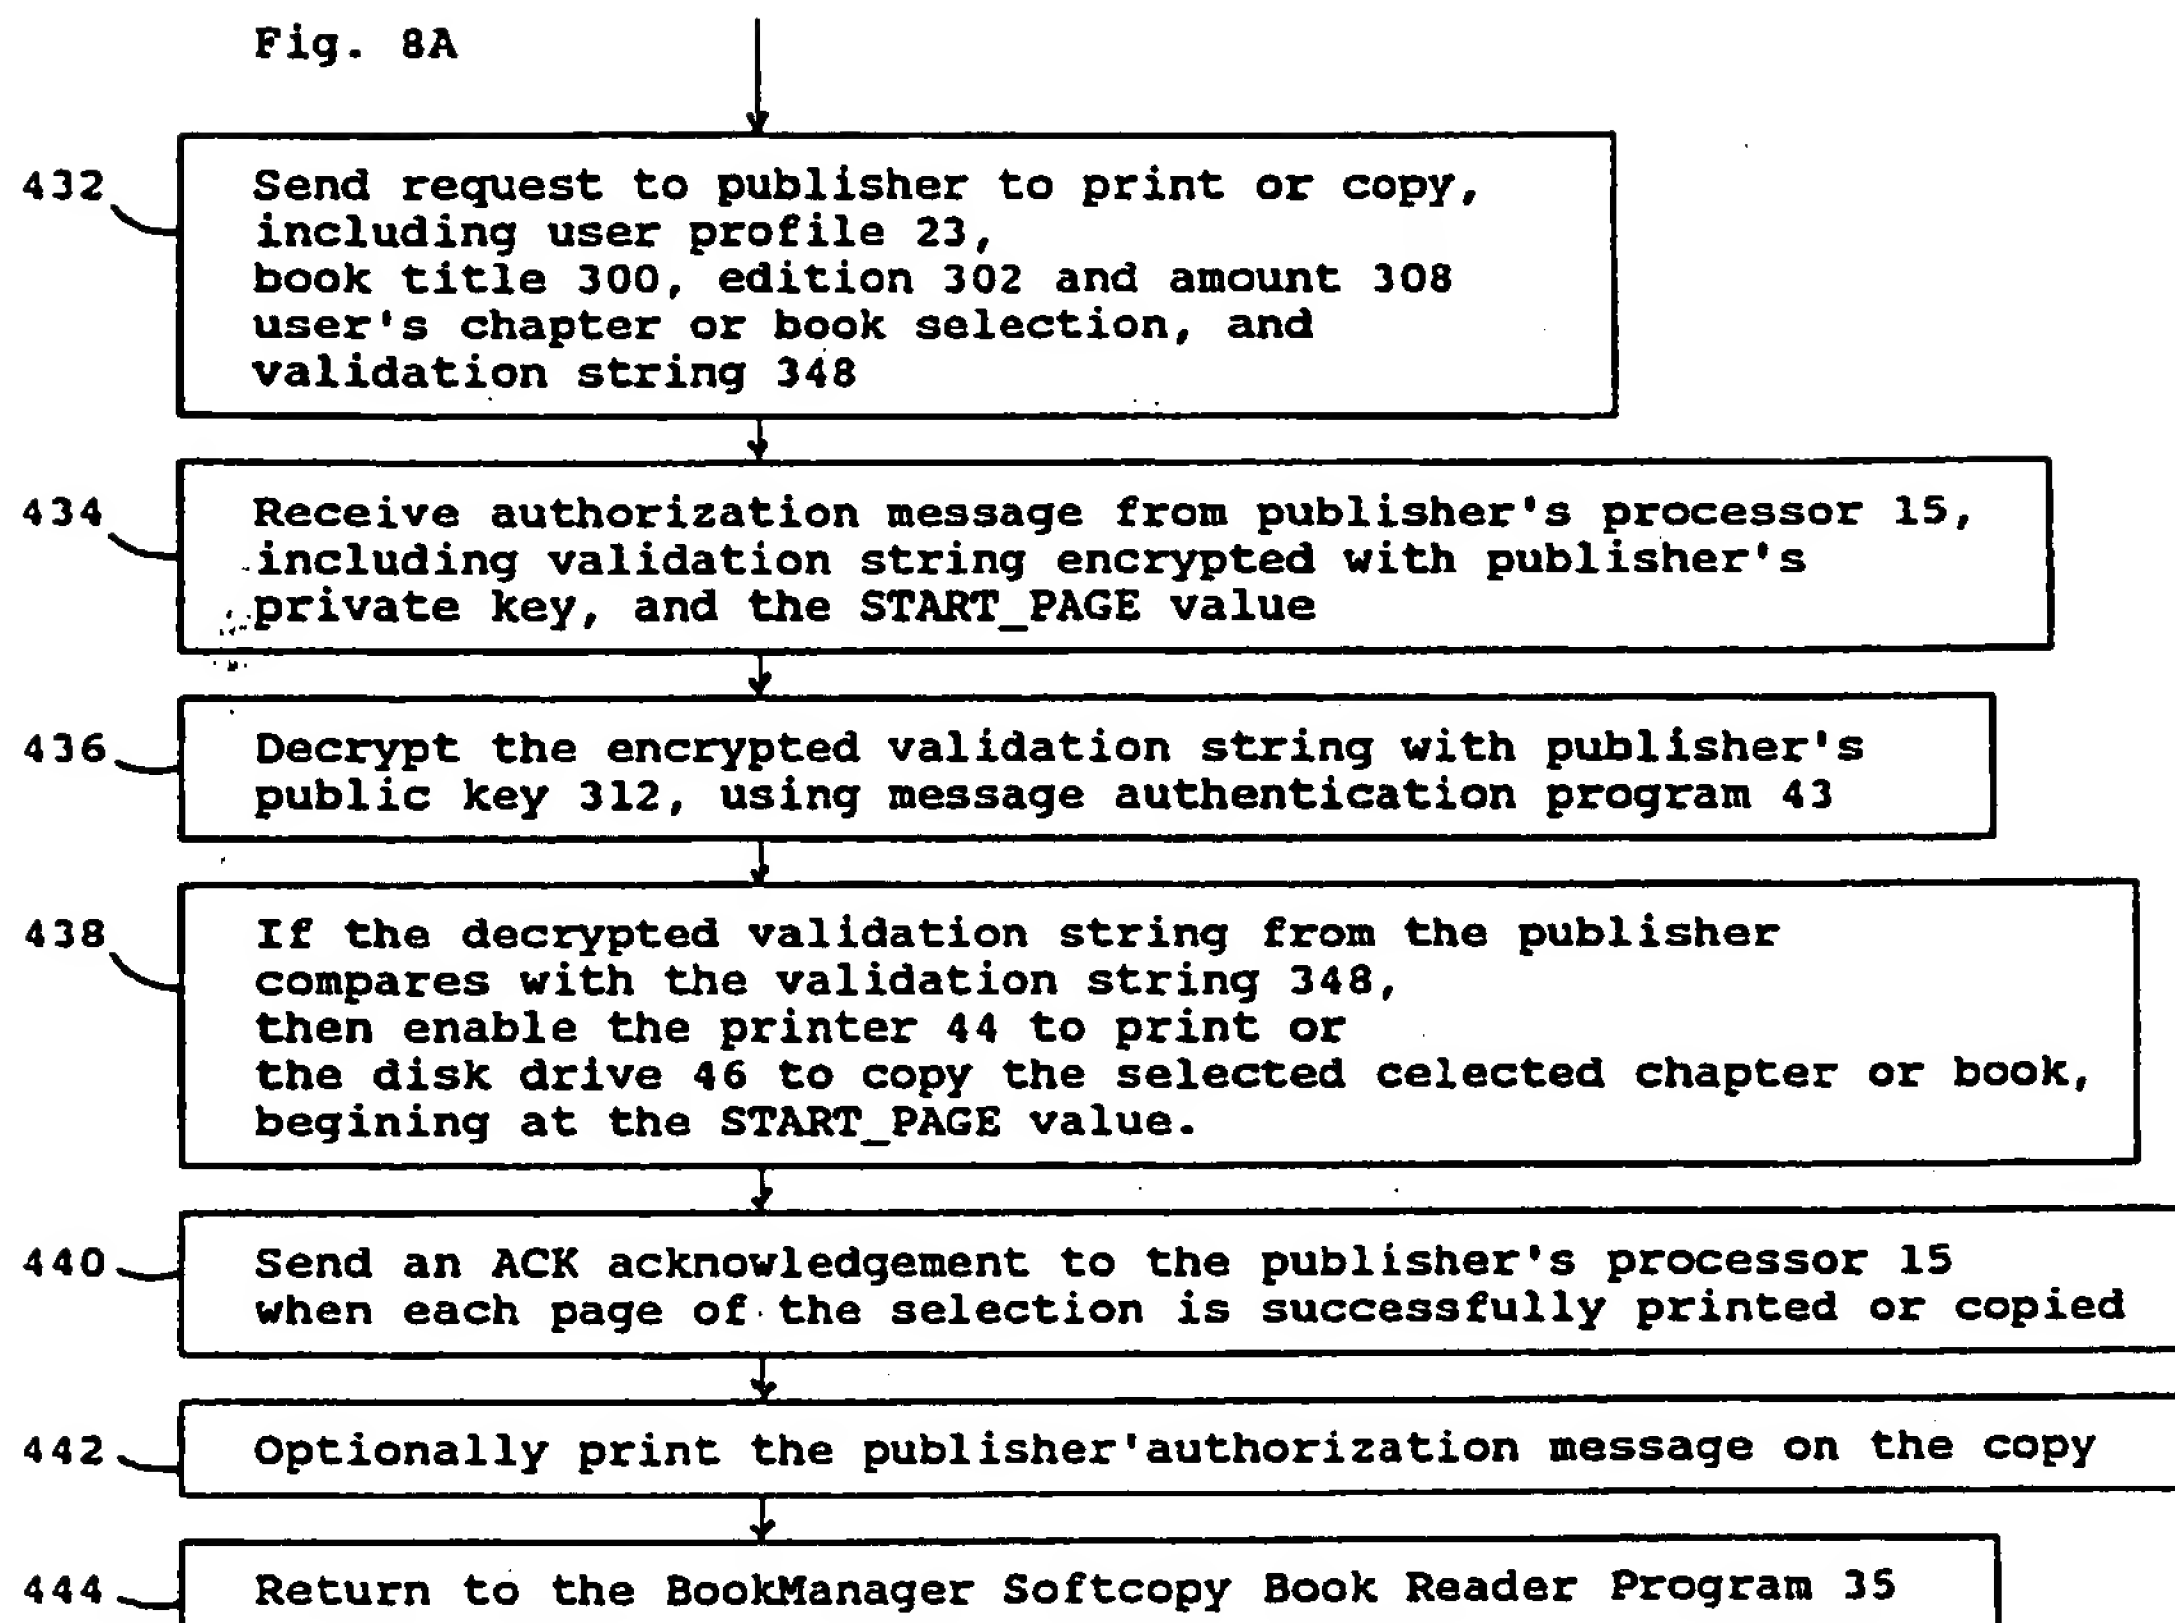 Fig. 8A
432
Send request to publisher to print or copy,
including user profile 23,
book title 300, edition 302 and amount 308
user's chapter or book selection, and
validation string 348
434
Receive authorization message from publisher's processor 15,
including validation string encrypted with publisher's
private key, and the START_PAGE value
436
Decrypt the encrypted validation string with publisher's
public key 312, using message authentication program 43
438
If the decrypted validation string from the publisher
compares with the validation string 348,
then enable the printer 44 to print or
the disk drive 46 to copy the selected celected chapter or book,
begining at the START_PAGE value.
440
Send an ACK acknowledgement to the publisher's processor 15
when each page of the selection is successfully printed or copied
442
Optionally print the publisher'authorization message on the copy
444
Return to the BookManager Softcopy Book Reader Program 35